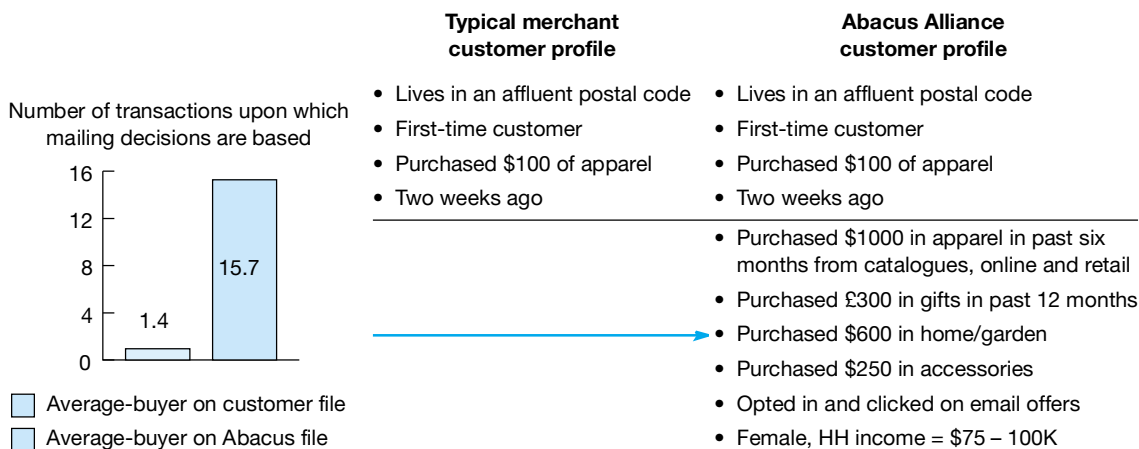 Number of transactions upon which
mailing decisions are based
16
12
8
4
0
1.4
15.7
Average-buyer on customer file
Average-buyer on Abacus file
Typical merchant
customer profile
• Lives in an affluent postal code
• First-time customer
• Purchased $100 of apparel
• Two weeks ago
Abacus Alliance
customer profile
• Lives in an affluent postal code
• First-time customer
• Purchased $100 of apparel
• Two weeks ago
• Purchased $1000 in apparel in past six
months from catalogues, online and retail
• Purchased £300 in gifts in past 12 months
• Purchased $600 in home/garden
• Purchased $250 in accessories
• Opted in and clicked on email offers
• Female, HH income = $75 – 100K